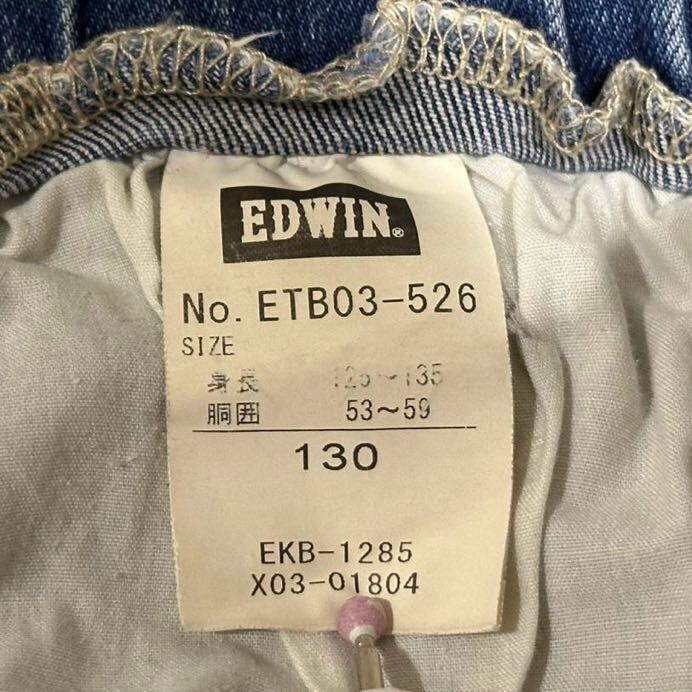 EDWIN®
No. ETB03-526
SIZE
身長 125~135
胴囲 53~59
130
EKB-1285
X03-01804